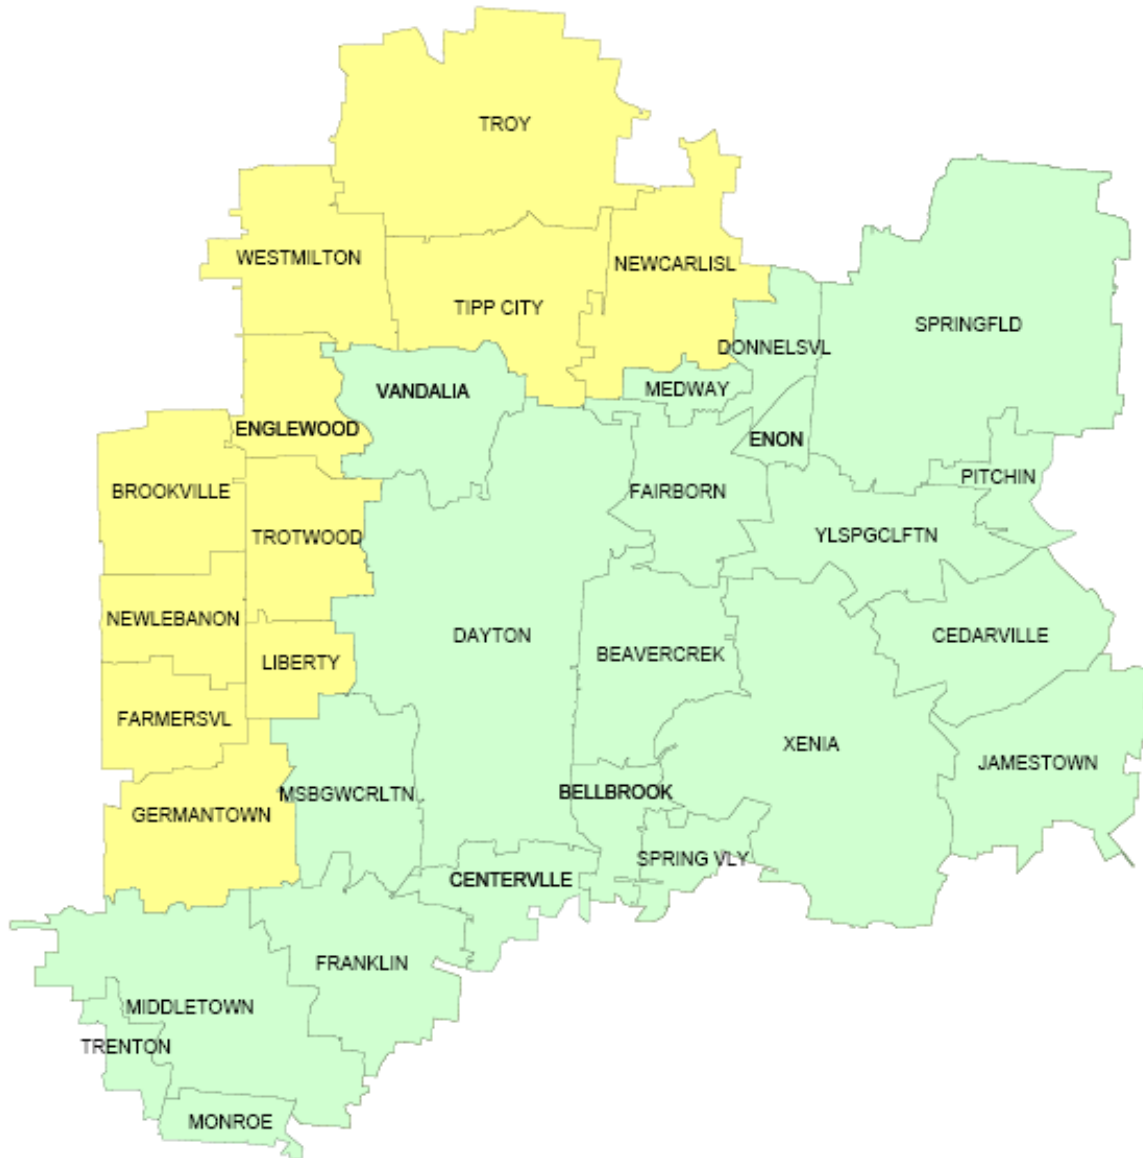 TROY
WESTMILTON
NEWCARLISL
TIPP CITY
SPRINGFLD
DONNELSVL
VANDALIA
MEDWAY
ENGLEWOOD
ENON
BROOKVILLE
FAIRBORN
PITCHIN
TROTWOOD
YLSPGCLFTN
NEWLEBANON
DAYTON
CEDARVILLE
BEAVERCREK
LIBERTY
FARMERSVL
XENIA
JAMESTOWN
MSBGWCRLTN
BELLBROOK
GERMANTOWN
SPRING VLY
CENTERVLLE
FRANKLIN
MIDDLETOWN
TRENTON
MONROE